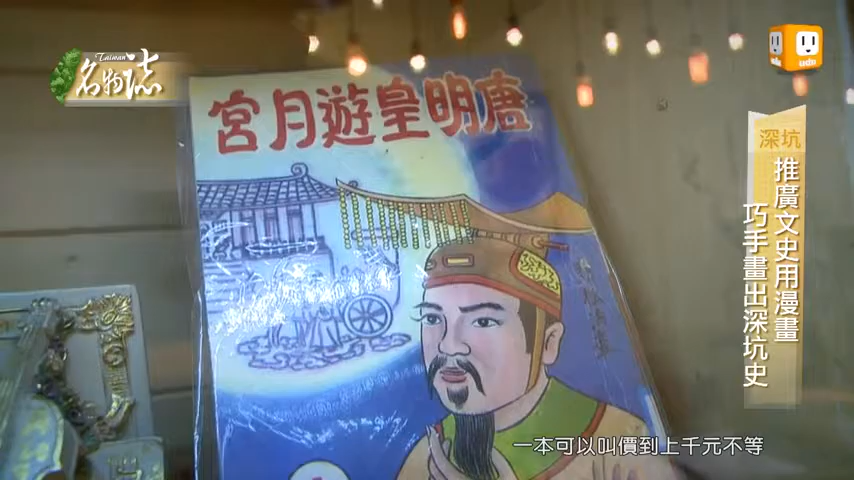 Taiwan
名物誌
udn
唐明皇遊月宮
深坑
推廣文史用漫畫
巧手畫出深坑史
一本可以叫價到上千元不等